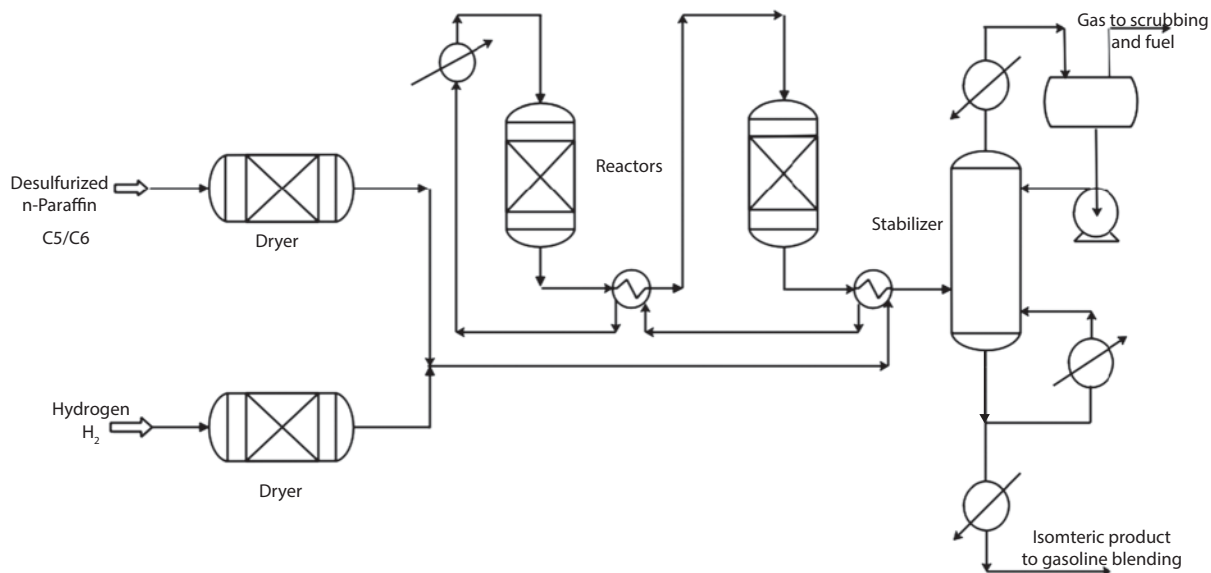 Gas to scrubbing
and fuel
Reactors
Desulfurized
n-Paraffin
C5/C6
Dryer
Stabilizer
Hydrogen
H2
Dryer
Isomteric product
to gasoline blending